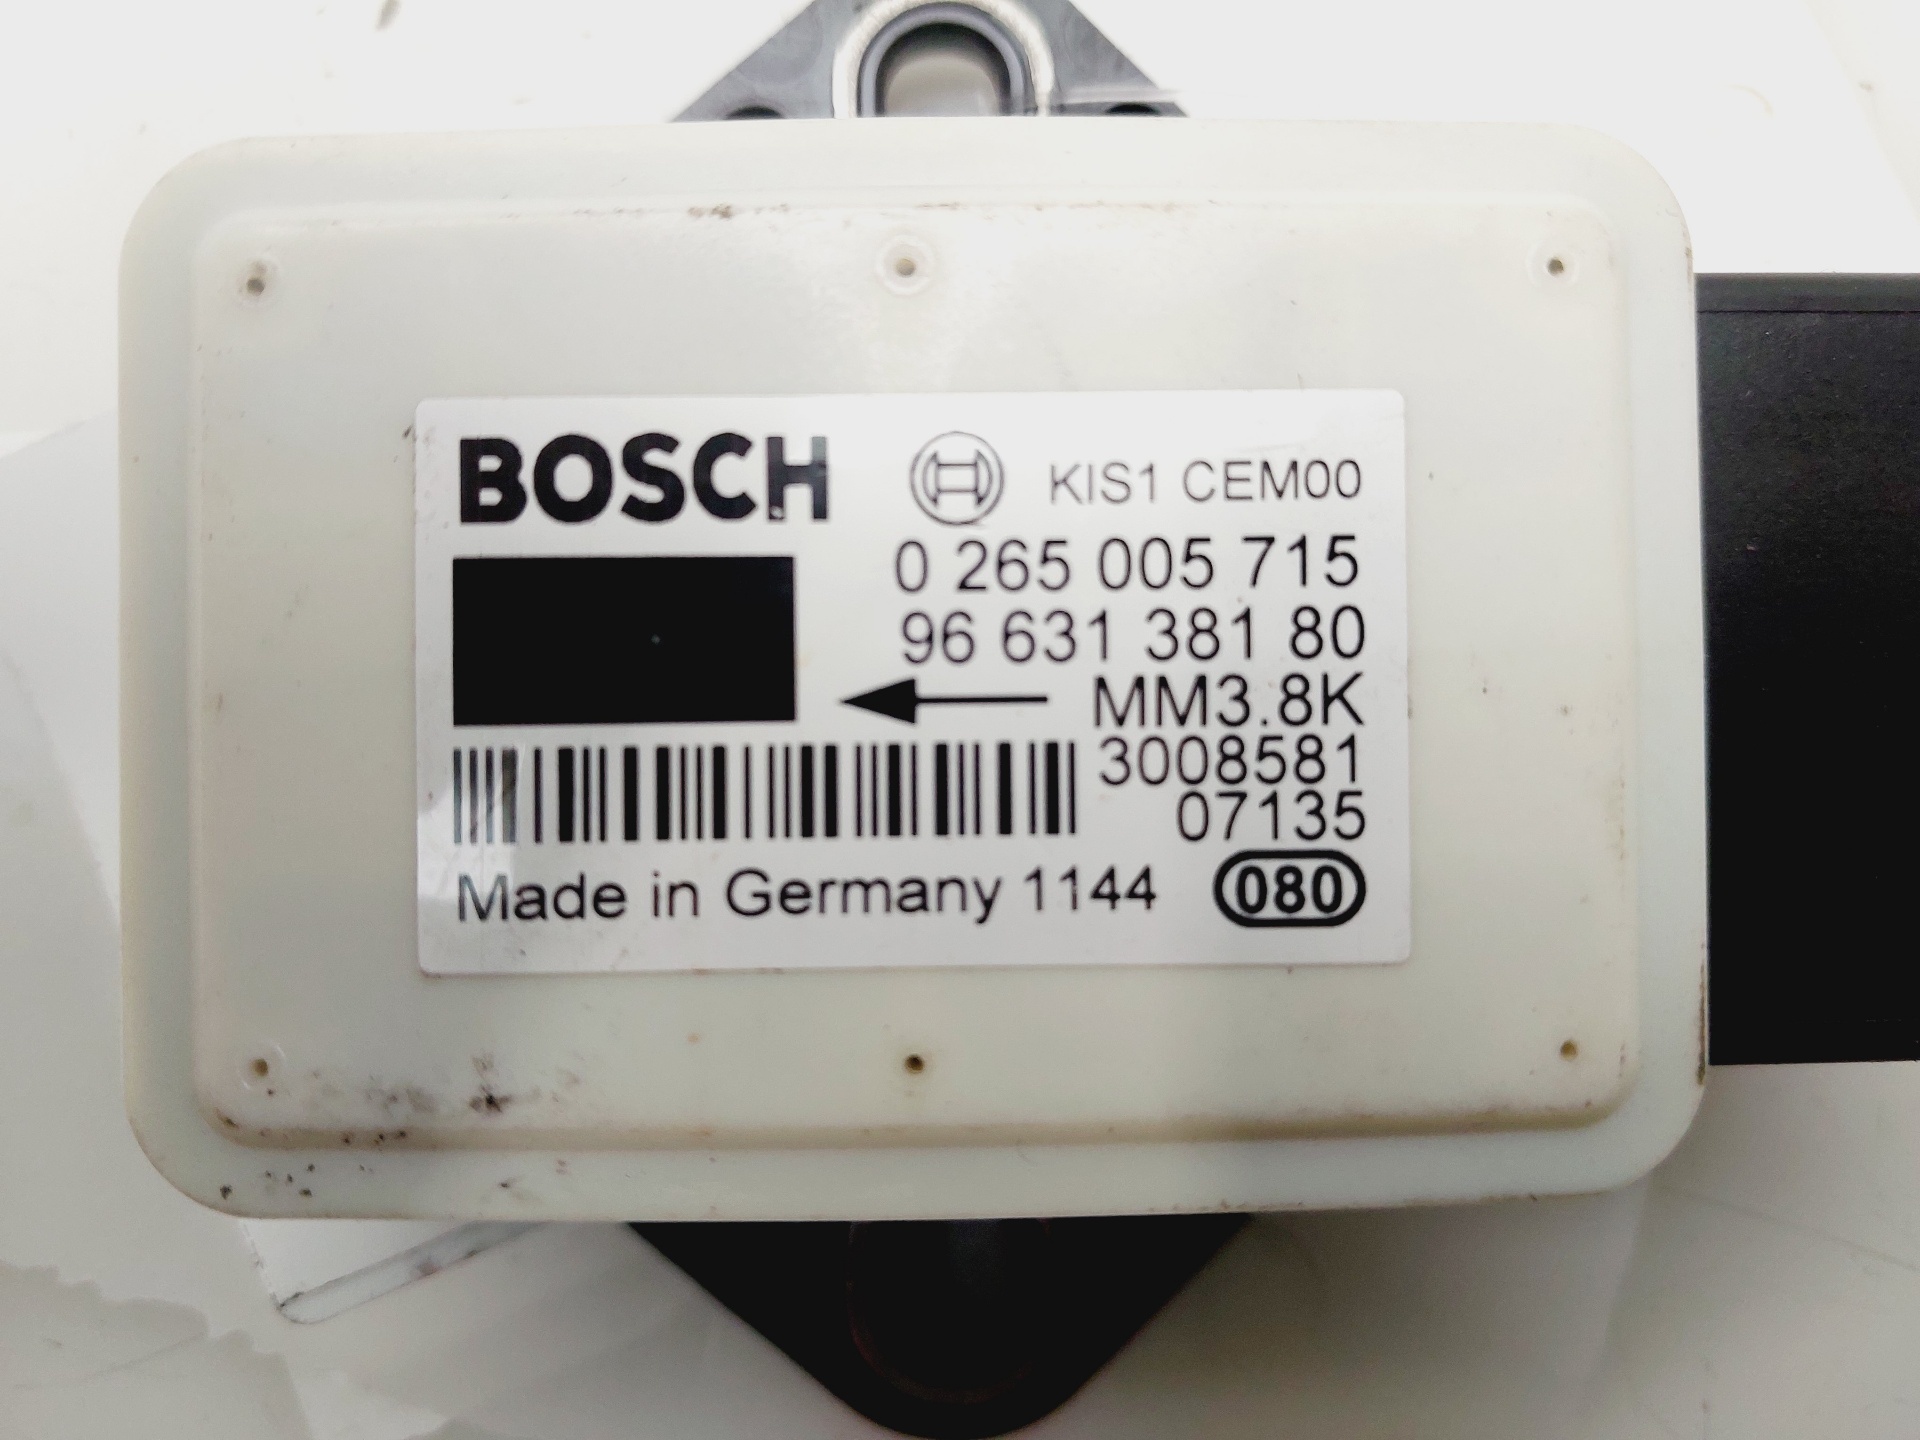 BOSCH KIS1 CEM00
0 265 005 715
96 631 381 80
MM3.8K
3008581
07135
Made in Germany 1144 080